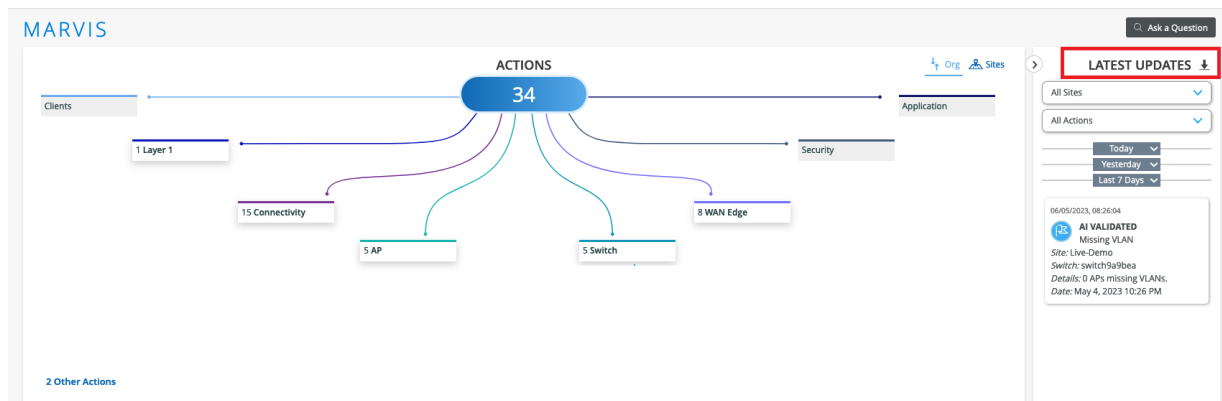 MARVIS
Ask a Question
ACTIONS
34
Org
Sites
LATEST UPDATES
Clients
Application
1 Layer 1
Security
15 Connectivity
8 WAN Edge
5 AP
5 Switch
2 Other Actions
All Sites
All Actions
Today
Yesterday
Last 7 Days
06/05/2023, 08:26:04
AI VALIDATED
Missing VLAN
Site: Live-Demo
Switch: switch9a9bea
Details: 0 APs missing VLANs.
Date: May 4, 2023 10:26 PM